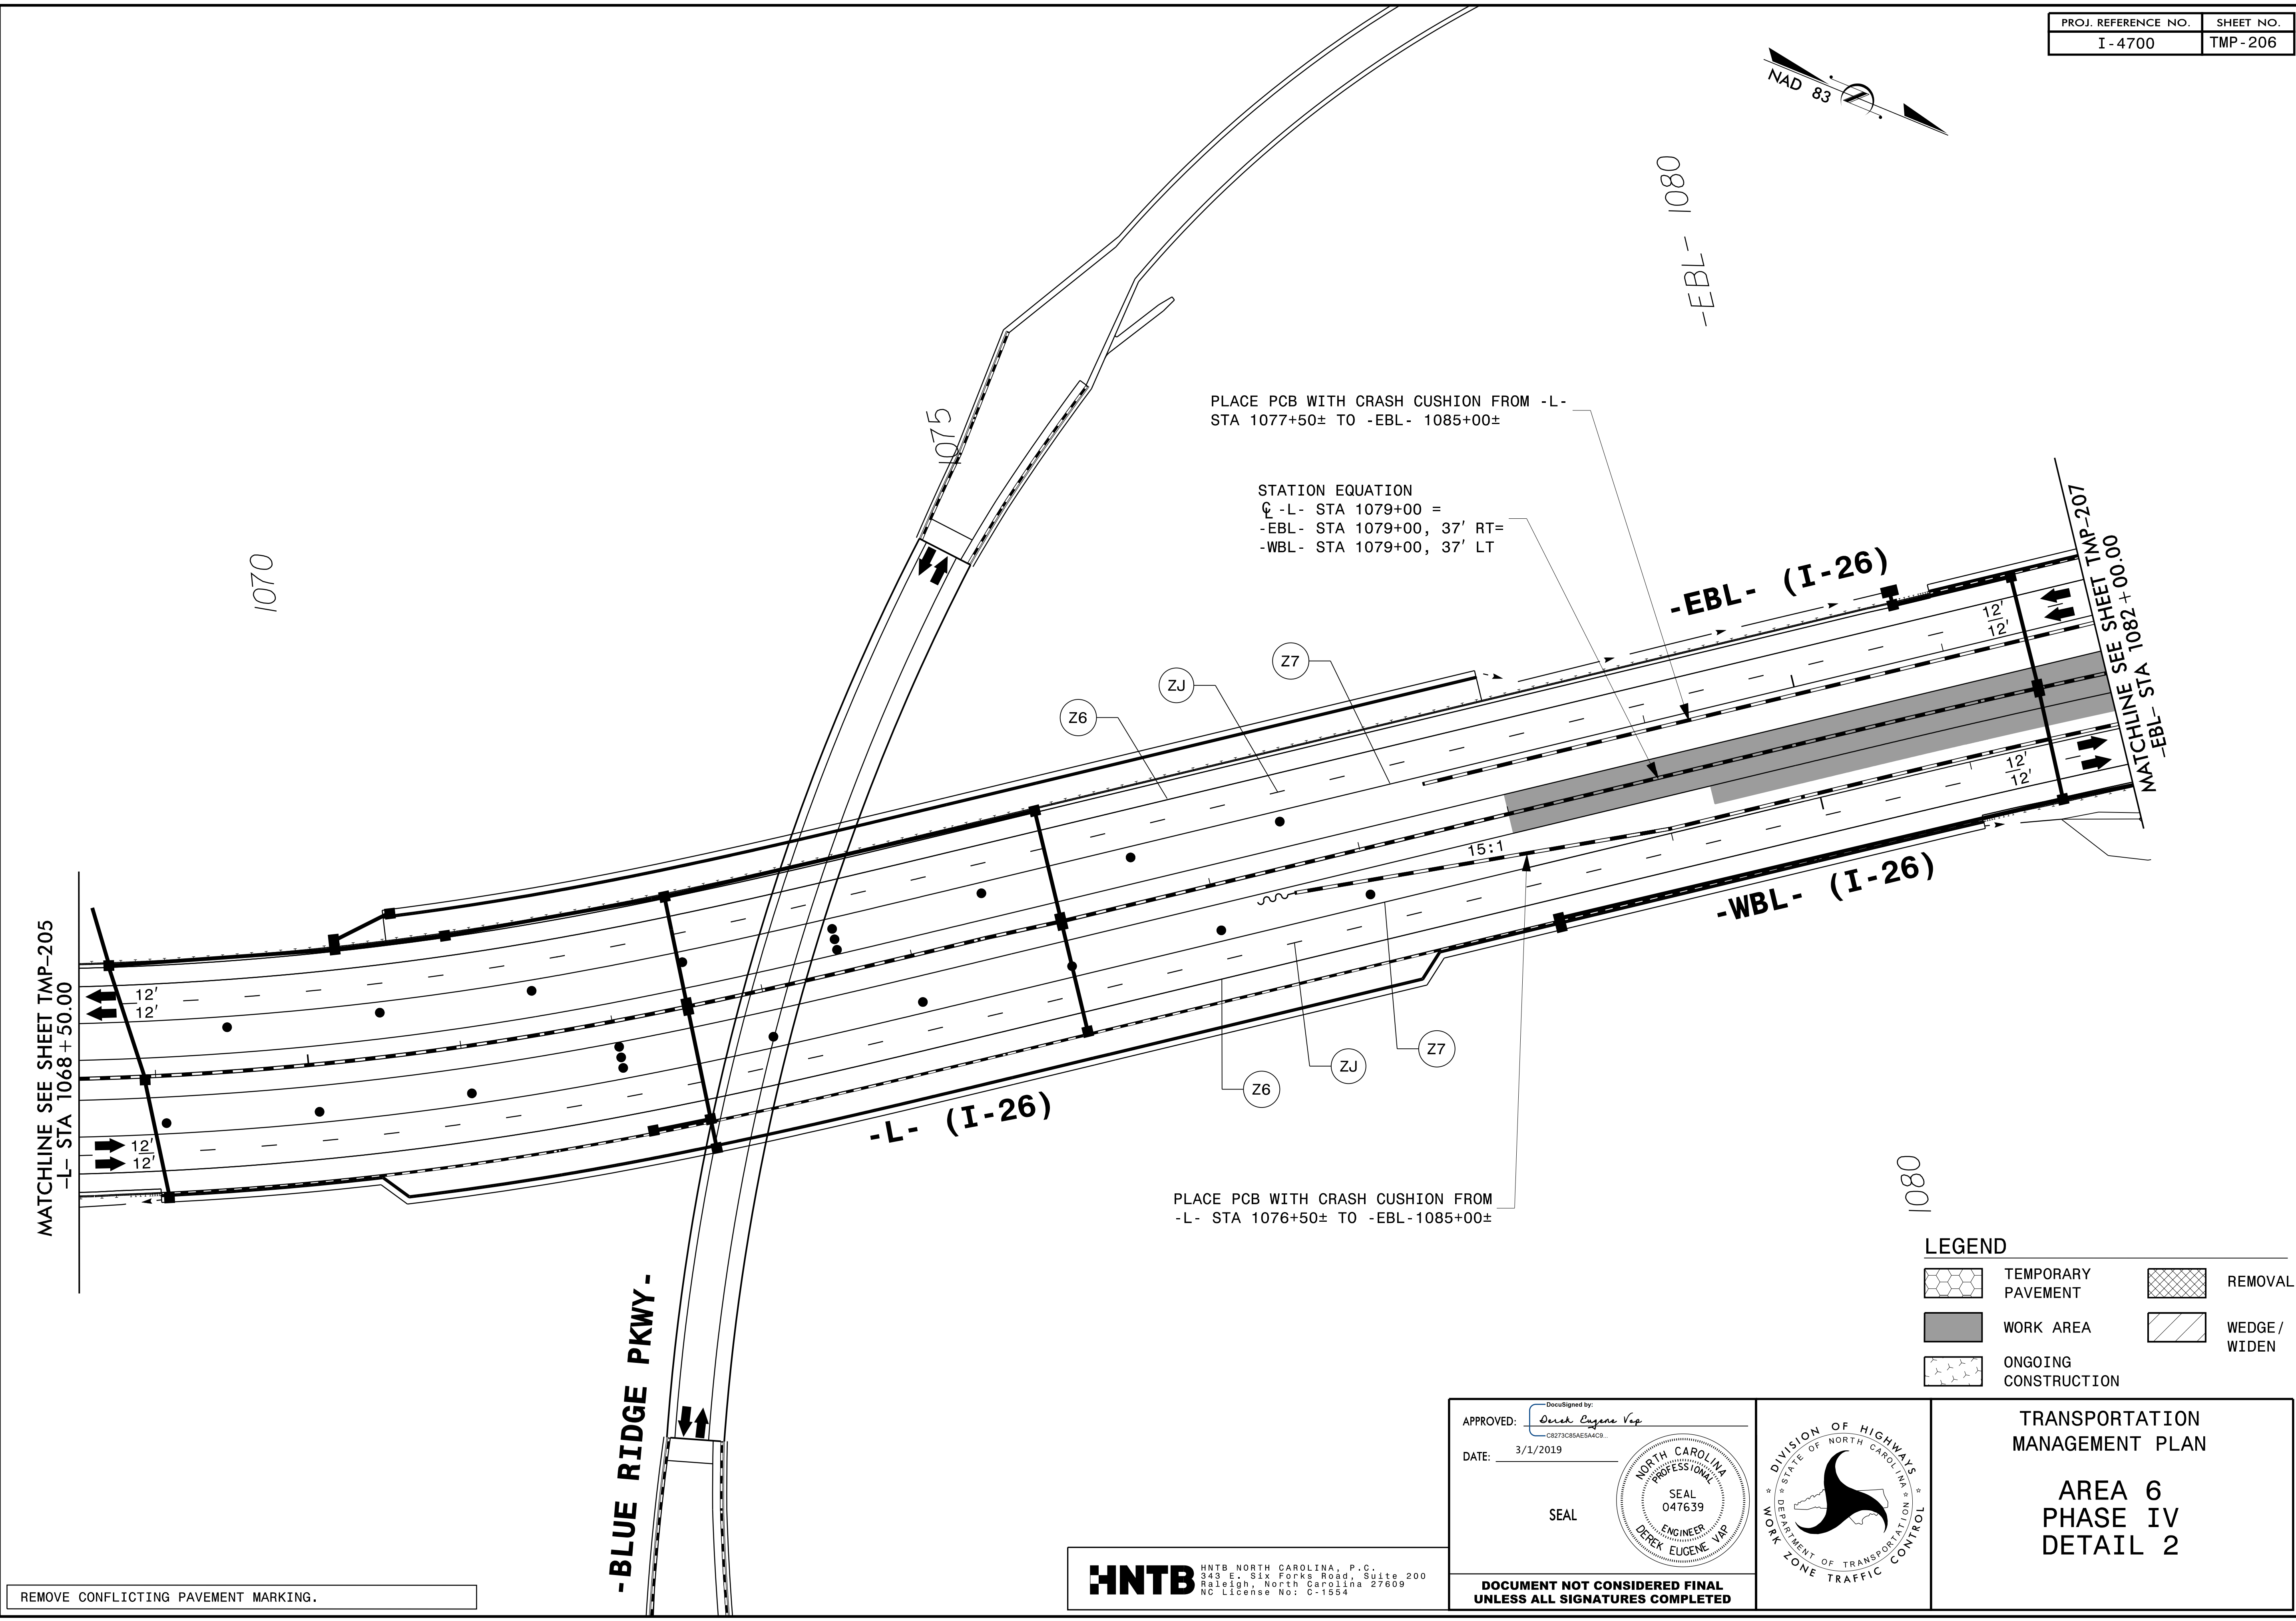 PROJ. REFERENCE NO.
SHEET NO.
I-4700
TMP-206
NAD 83
1070
1075
-EBL- 1080
PLACE PCB WITH CRASH CUSHION FROM -L-
STA 1077+50± TO -EBL- 1085+00±
STATION EQUATION
℄ -L- STA 1079+00 =
-EBL- STA 1079+00, 37' RT=
-WBL- STA 1079+00, 37' LT
-EBL- (I-26)
MATCHLINE SEE SHEET TMP-207
-EBL- STA 1082+00.00
12'
12'
12'
12'
Z6
ZJ
Z7
15:1
-WBL- (I-26)
MATCHLINE SEE SHEET TMP-205
-L- STA 1068+50.00
12'
12'
12'
12'
Z7
ZJ
Z6
-L- (I-26)
PLACE PCB WITH CRASH CUSHION FROM
-L- STA 1076+50± TO -EBL-1085+00±
1080
-BLUE RIDGE PKWY-
LEGEND
TEMPORARY
PAVEMENT
REMOVAL
WORK AREA
WEDGE/
WIDEN
ONGOING
CONSTRUCTION
APPROVED:
DocuSigned by:
Derek Eugene Vap
C8273C85AE5A4C9...
DATE: 3/1/2019
SEAL
NORTH CAROLINA
PROFESSIONAL
SEAL
047639
ENGINEER
DEREK EUGENE VAP
DOCUMENT NOT CONSIDERED FINAL
UNLESS ALL SIGNATURES COMPLETED
DIVISION OF HIGHWAYS
STATE OF NORTH CAROLINA
DEPARTMENT OF TRANSPORTATION
WORK ZONE TRAFFIC CONTROL
TRANSPORTATION
MANAGEMENT PLAN
AREA 6
PHASE IV
DETAIL 2
HNTB
HNTB NORTH CAROLINA, P.C.
343 E. Six Forks Road, Suite 200
Raleigh, North Carolina 27609
NC License No: C-1554
REMOVE CONFLICTING PAVEMENT MARKING.